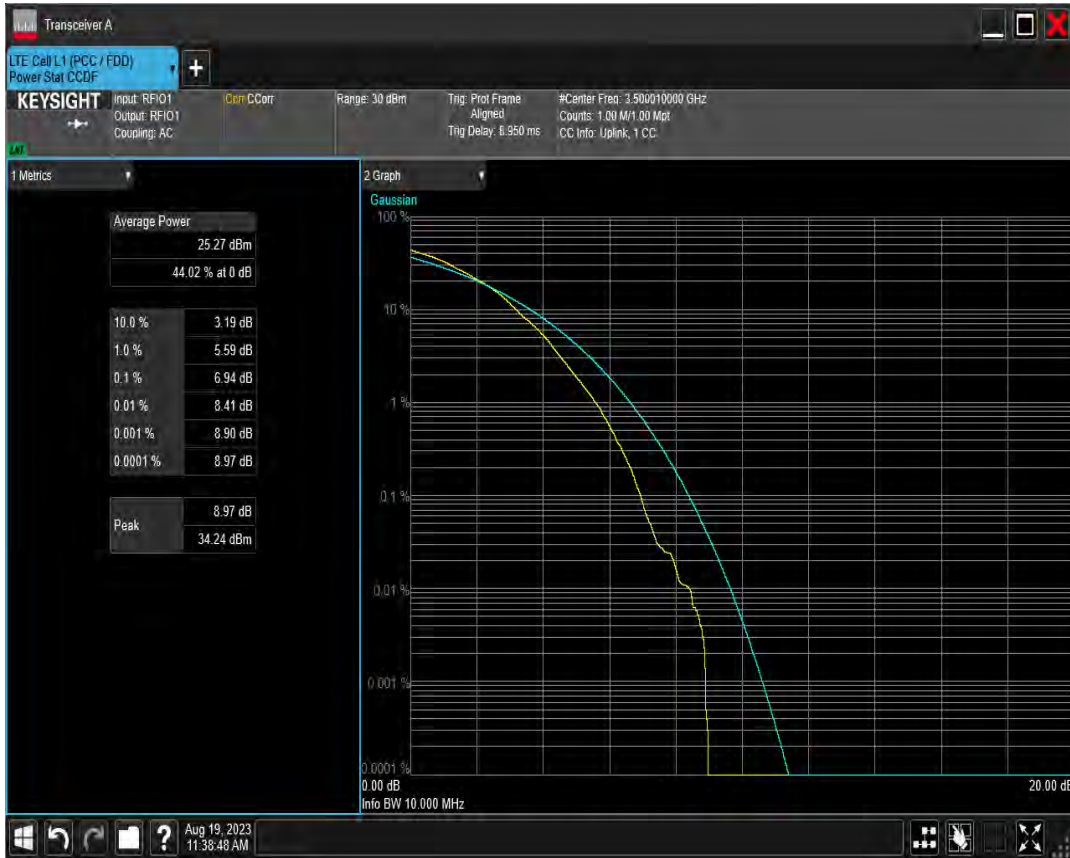 Transceiver A
LTE Cell L1 (PCC / FDD)
Power Stat CCDF
+
KEYSIGHT
Input: RFIO1
Output: RFIO1
Coupling: AC
Corr CCorr
Range: 30 dBm
Trig: Prot Frame
Aligned
Trig Delay: 8.950 ms
#Center Freq: 3.500010000 GHz
Counts: 1.00 M/1.00 Mpt
CC Info: Uplink, 1 CC
1 Metrics
Average Power
25.27 dBm
44.02 % at 0 dB
10.0 % 3.19 dB
1.0 % 5.59 dB
0.1 % 6.94 dB
0.01 % 8.41 dB
0.001 % 8.90 dB
0.0001 % 8.97 dB
Peak
8.97 dB
34.24 dBm
2 Graph
Gaussian
100 %
10 %
1 %
0.1 %
0.01 %
0.001 %
0.0001 %
0.00 dB
20.00 dB
Info BW 10.000 MHz
?
Aug 19, 2023
11:38:48 AM